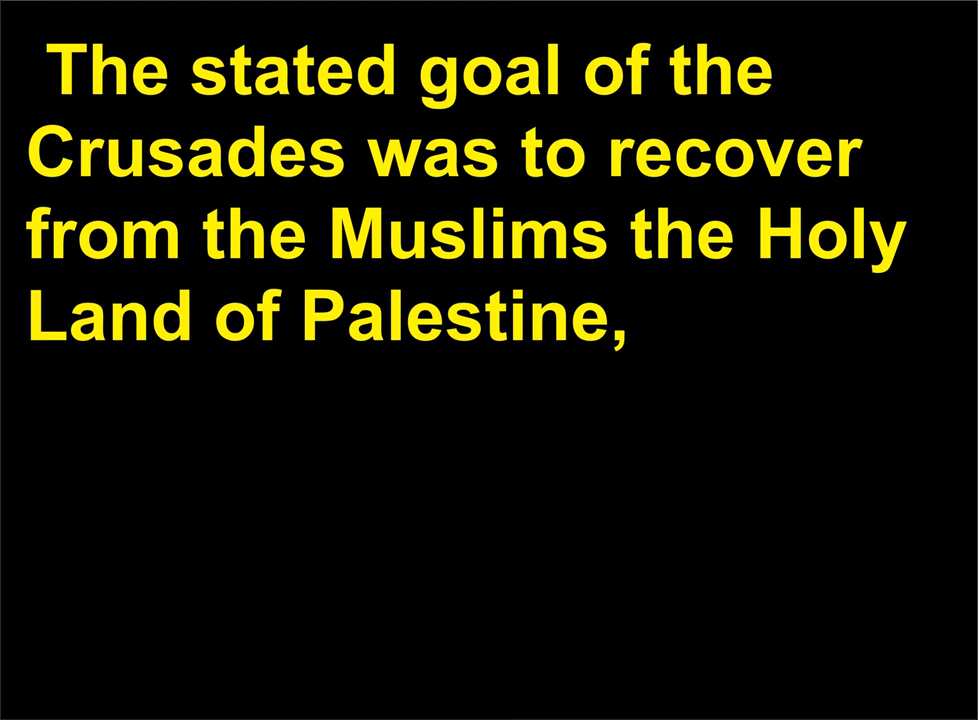 The stated goal of the
Crusades was to recover
from the Muslims the Holy
Land of Palestine,